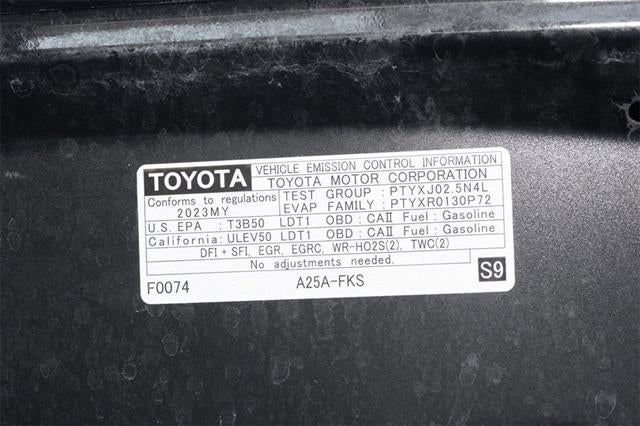 TOYOTA VEHICLE EMISSION CONTROL INFORMATION
TOYOTA MOTOR CORPORATION
Conforms to regulations TEST GROUP : PTYXJ02.5N4L
2023MY EVAP FAMILY : PTYXR0130P72
U.S. EPA : T3B50 LDT1 OBD : CAII Fuel : Gasoline
California: ULEV50 LDT1 OBD : CAII Fuel : Gasoline
DFI + SFI, EGR, EGRC, WR-HO2S(2), TWC(2)
No adjustments needed.
F0074 A25A-FKS S9